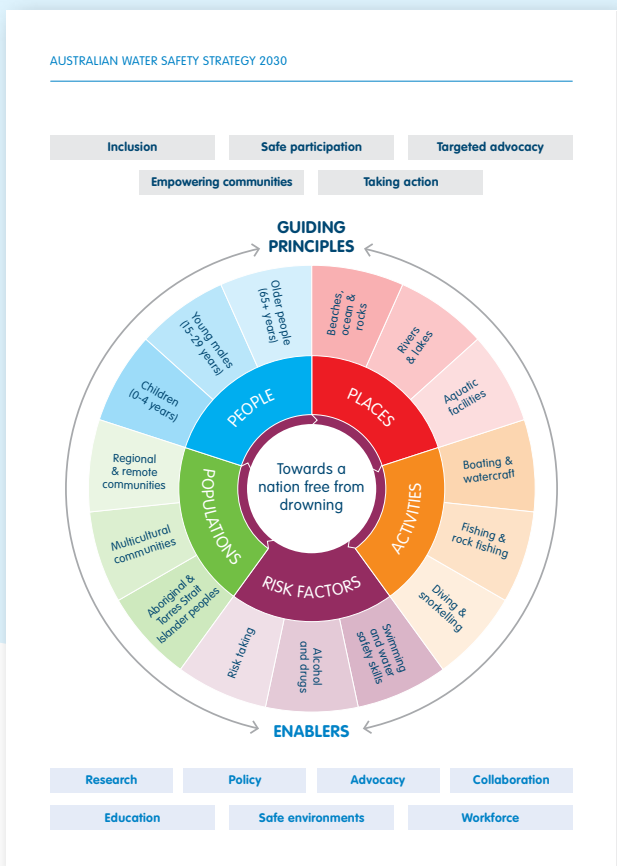 AUSTRALIAN WATER SAFETY STRATEGY 2030
Inclusion
Safe participation
Targeted advocacy
Empowering communities
Taking action
GUIDING
PRINCIPLES
Older people
(65+ years)
Beaches,
ocean &
rocks
Young males
(15-29 years)
Rivers
& lakes
Children
(0-4 years)
Aquatic
facilities
PEOPLE
PLACES
Regional
& remote
communities
Boating &
watercraft
Towards a
nation free from
drowning
POPULATIONS
ACTIVITIES
Multicultural
communities
Fishing &
rock fishing
Aboriginal &
Torres Strait
Islander peoples
Diving &
snorkelling
RISK FACTORS
Risk taking
Alcohol
and drugs
Swimming
and water
safety skills
ENABLERS
Research
Policy
Advocacy
Collaboration
Education
Safe environments
Workforce